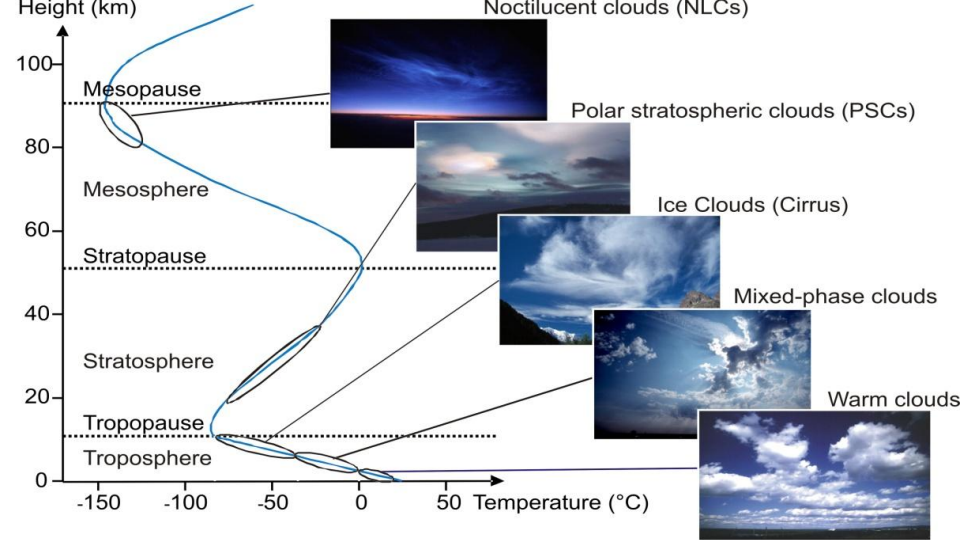 Height (km)
Noctilucent clouds (NLCs)
100
Mesopause
Polar stratospheric clouds (PSCs)
80
Mesosphere
Ice Clouds (Cirrus)
60
Stratopause
Mixed-phase clouds
40
Stratosphere
Warm clouds
20
Tropopause
Troposphere
0
-150 -100 -50 0 50 Temperature (°C)